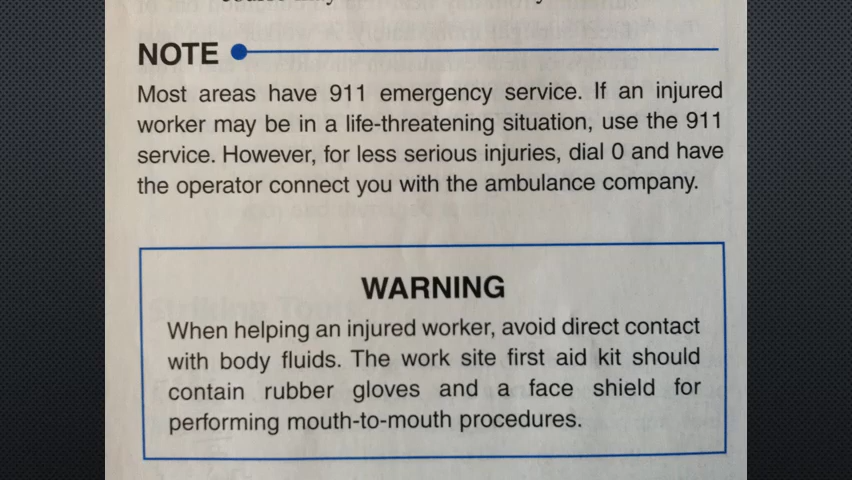 NOTE
Most areas have 911 emergency service. If an injured
worker may be in a life-threatening situation, use the 911
service. However, for less serious injuries, dial 0 and have
the operator connect you with the ambulance company.
WARNING
When helping an injured worker, avoid direct contact
with body fluids. The work site first aid kit should
contain rubber gloves and a face shield for
performing mouth-to-mouth procedures.